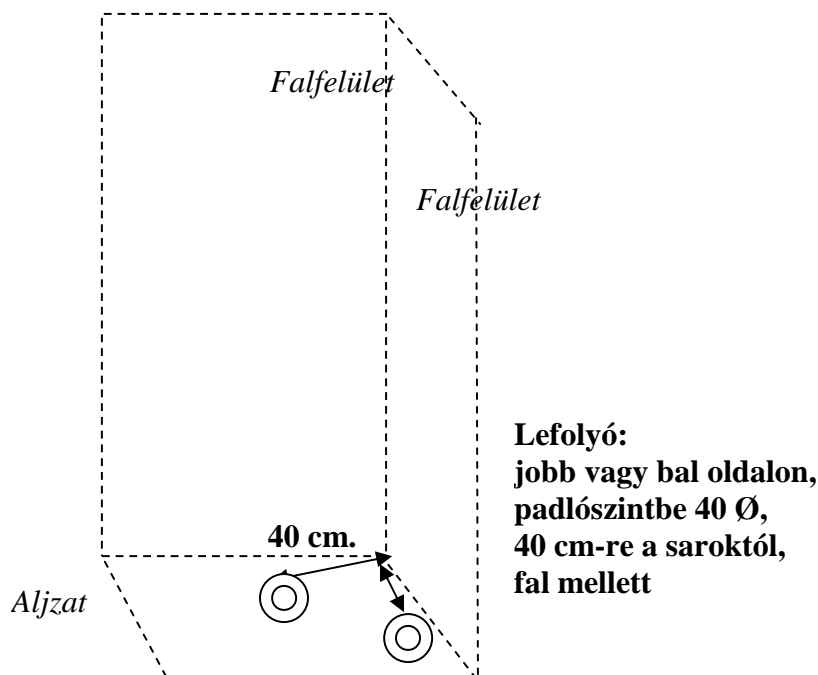 Falfelület
Falfelület
Lefolyó:
jobb vagy bal oldalon,
padlószintbe 40 Ø,
40 cm-re a saroktól,
fal mellett
40 cm.
Aljzat